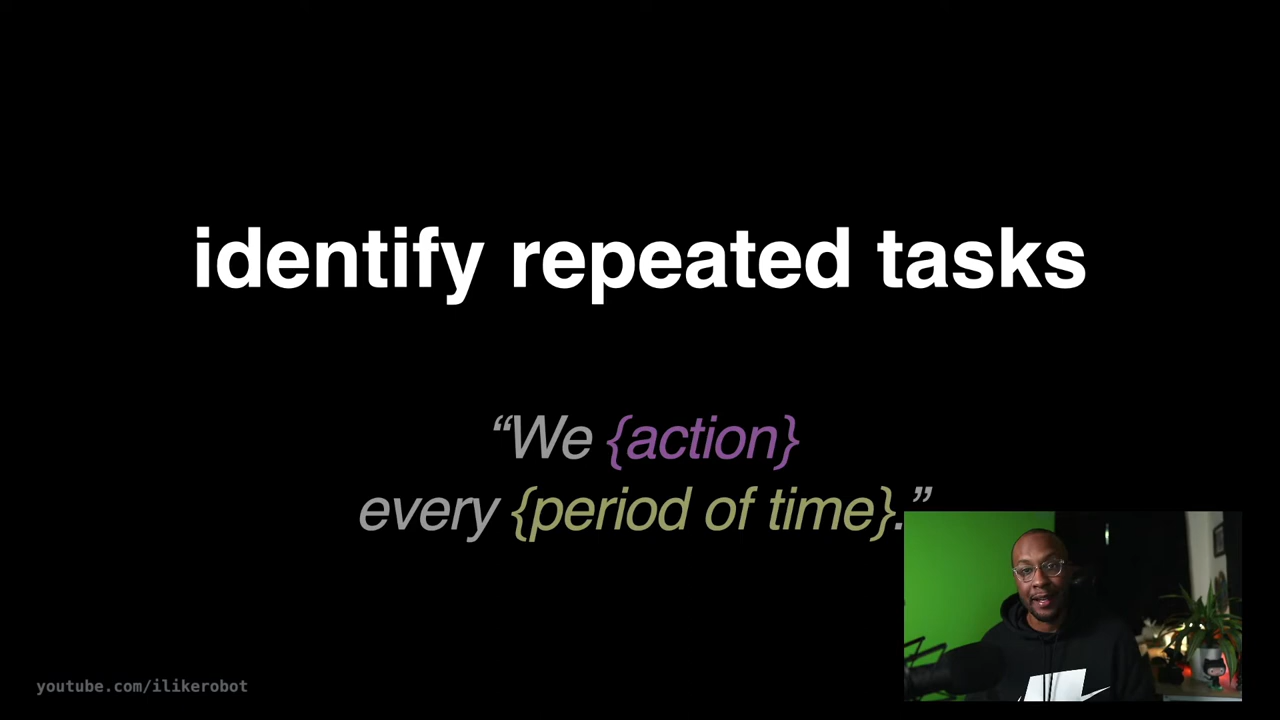 identify repeated tasks
“We {action}
every {period of time}.”
youtube.com/ilikerobot